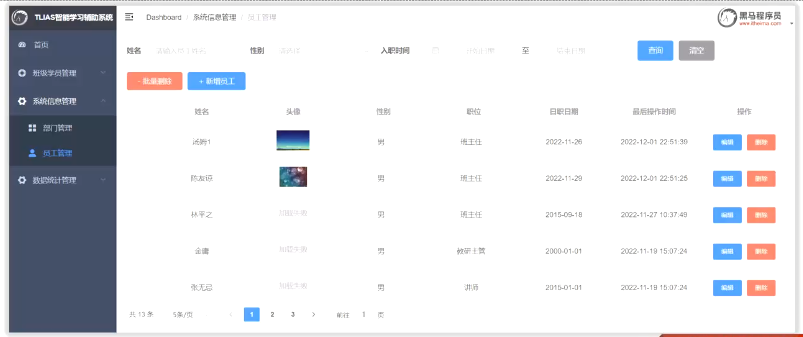 TLIAS智能学习辅助系统
Dashboard / 系统信息管理 / 员工管理
黑马程序员
www.itheima.com
首页
班级学员管理
系统信息管理
部门管理
员工管理
数据统计管理
姓名 请输入员工姓名 性别 请选择 入职时间 开始日期 至 结束日期 查询 清空
- 批量删除 + 新增员工
姓名 头像 性别 职位 入职日期 最后操作时间 操作
汤姆1 男 班主任 2022-11-26 2022-12-01 22:51:39 编辑 删除
陈友谅 男 班主任 2022-11-29 2022-12-01 22:51:25 编辑 删除
林平之 加载失败 男 班主任 2015-09-18 2022-11-27 10:37:49 编辑 删除
金庸 加载失败 男 教研主管 2000-01-01 2022-11-19 15:07:24 编辑 删除
张无忌 加载失败 男 讲师 2015-01-01 2022-11-19 15:07:24 编辑 删除
共 13 条 5条/页 1 2 3 前往 1 页